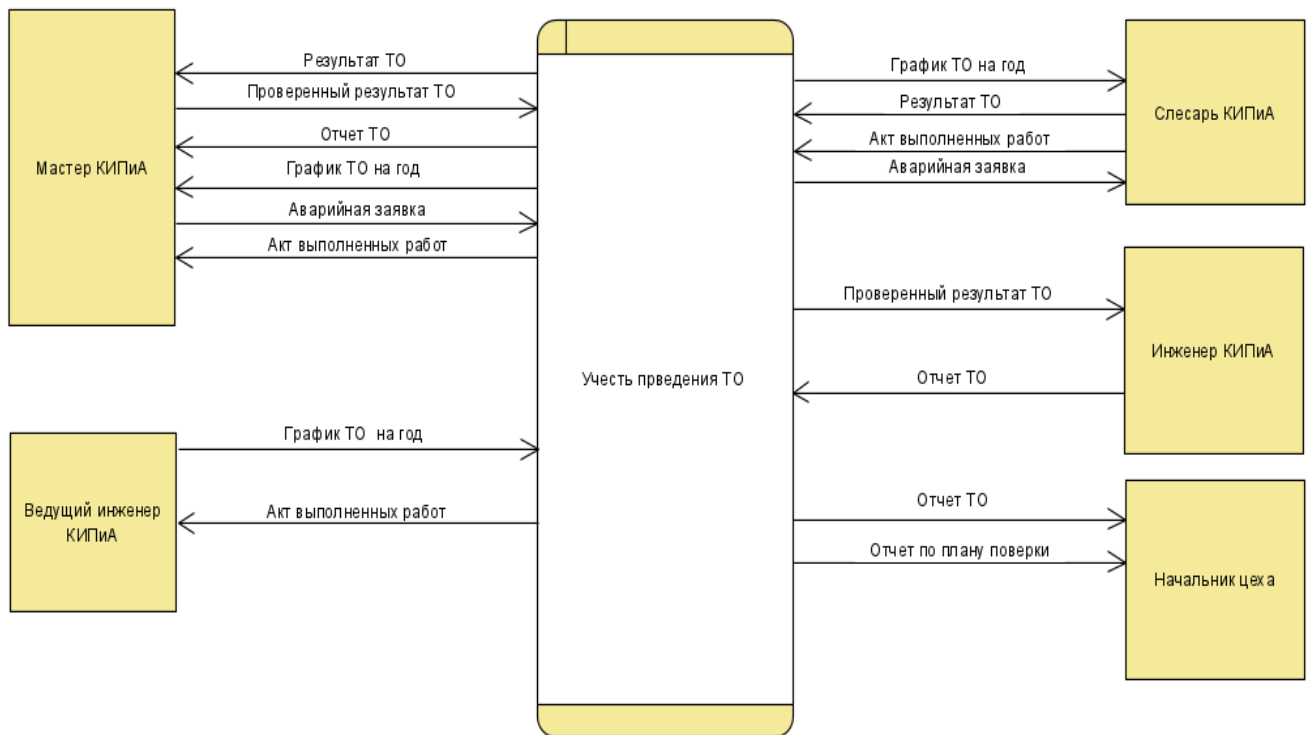 Мастер КИПиА
Результат ТО
Проверенный результат ТО
Отчет ТО
График ТО на год
Аварийная заявка
Акт выполненных работ
Ведущий инженер
КИПиА
График ТО на год
Акт выполненных работ
Учесть прведения ТО
График ТО на год
Результат ТО
Акт выполненных работ
Аварийная заявка
Слесарь КИПиА
Проверенный результат ТО
Отчет ТО
Инженер КИПиА
Отчет ТО
Отчет по плану поверки
Начальник цеха